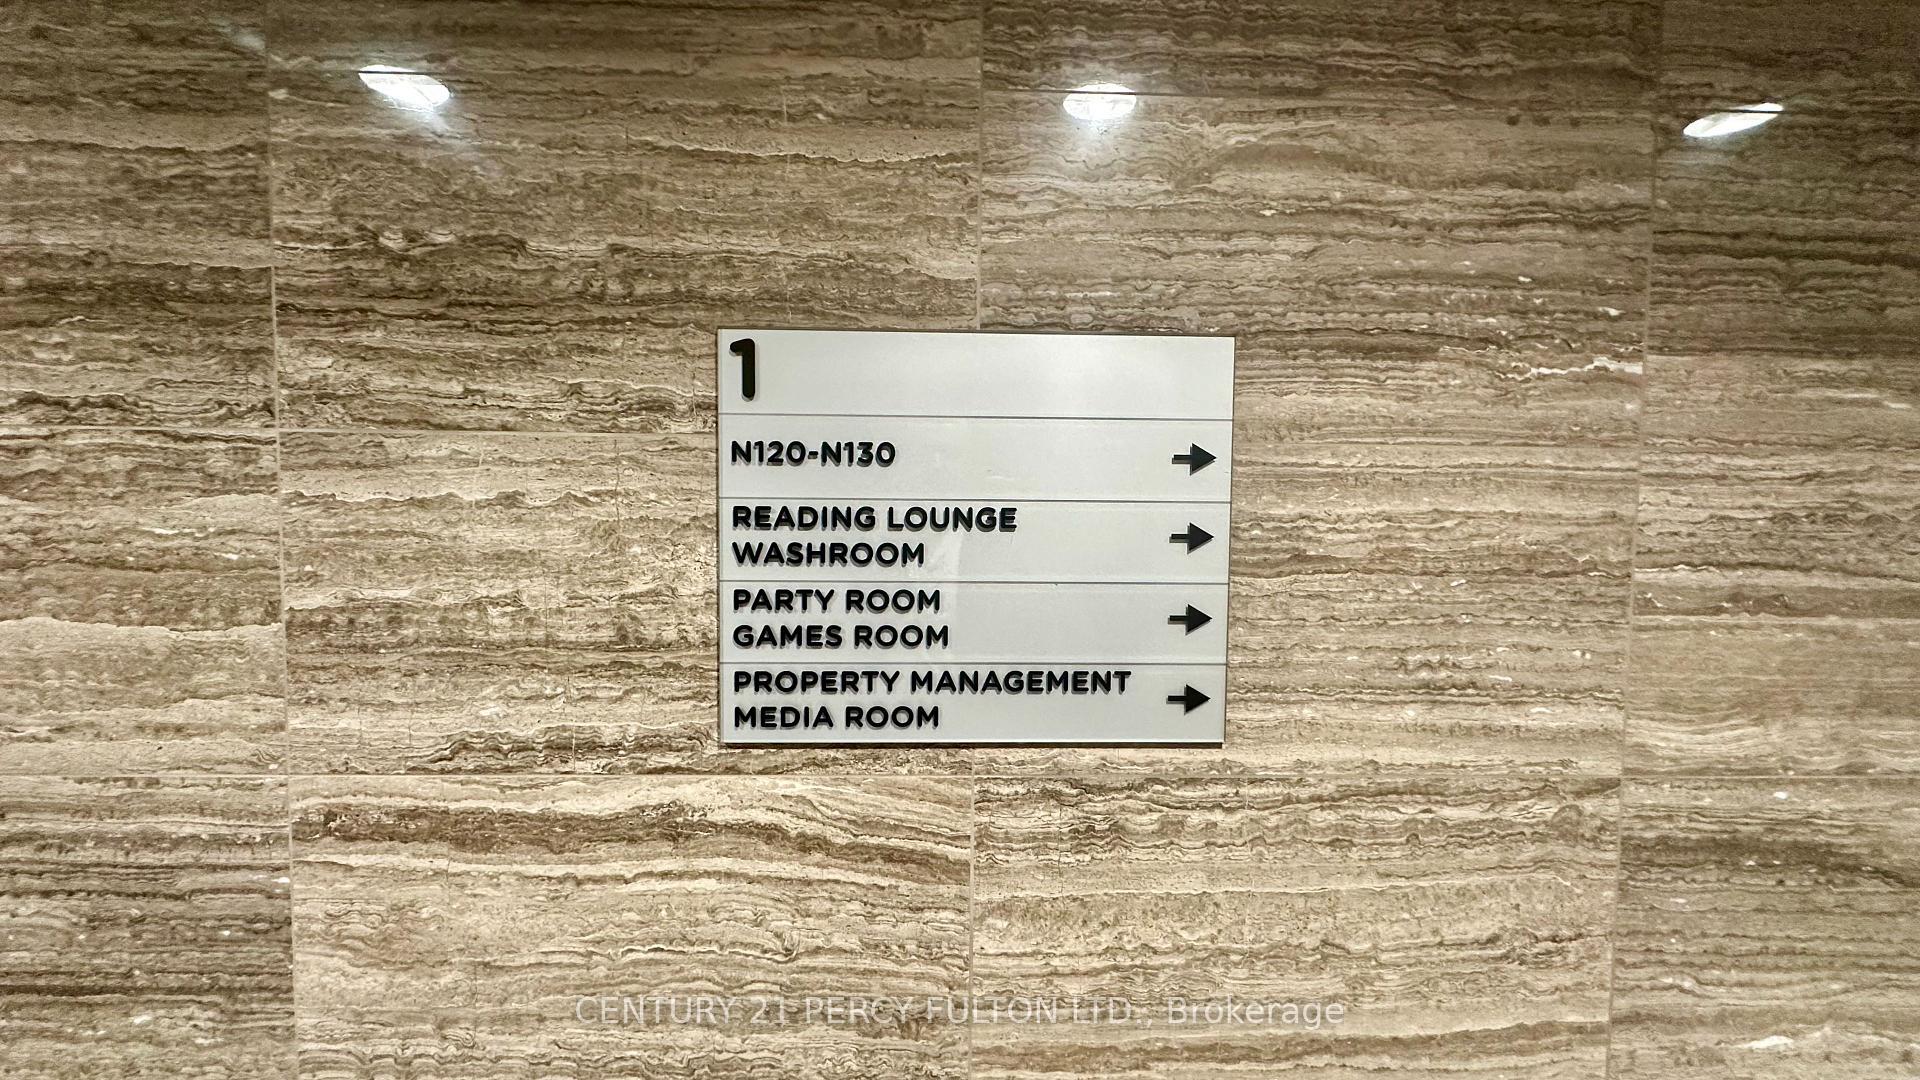 1
N120-N130 →
READING LOUNGE →
WASHROOM
PARTY ROOM →
GAMES ROOM
PROPERTY MANAGEMENT →
MEDIA ROOM
CENTURY 21 PERCY FULTON LTD., Brokerage